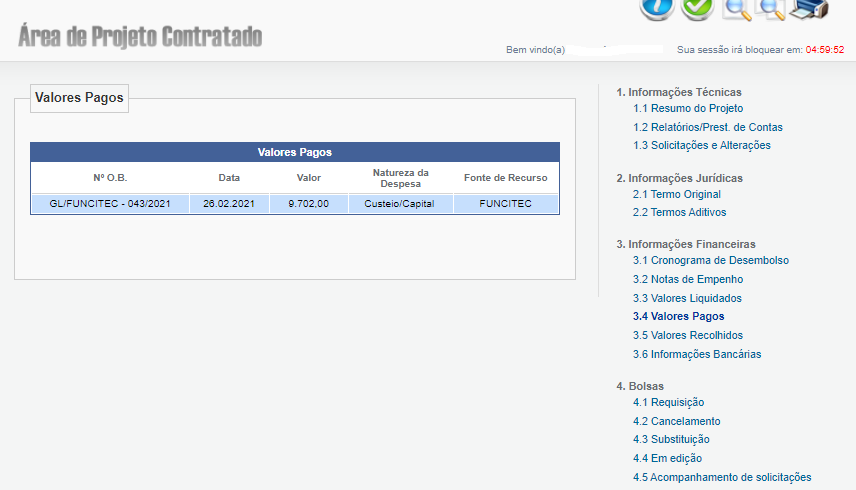 Área de Projeto Contratado
Bem vindo(a)
Sua sessão irá bloquear em: 04:59:52
Valores Pagos
Valores Pagos
Nº O.B. Data Valor Natureza da Despesa Fonte de Recurso
GL/FUNCITEC - 043/2021 26.02.2021 9.702,00 Custeio/Capital FUNCITEC
1. Informações Técnicas
1.1 Resumo do Projeto
1.2 Relatórios/Prest. de Contas
1.3 Solicitações e Alterações
2. Informações Jurídicas
2.1 Termo Original
2.2 Termos Aditivos
3. Informações Financeiras
3.1 Cronograma de Desembolso
3.2 Notas de Empenho
3.3 Valores Liquidados
3.4 Valores Pagos
3.5 Valores Recolhidos
3.6 Informações Bancárias
4. Bolsas
4.1 Requisição
4.2 Cancelamento
4.3 Substituição
4.4 Em edição
4.5 Acompanhamento de solicitações